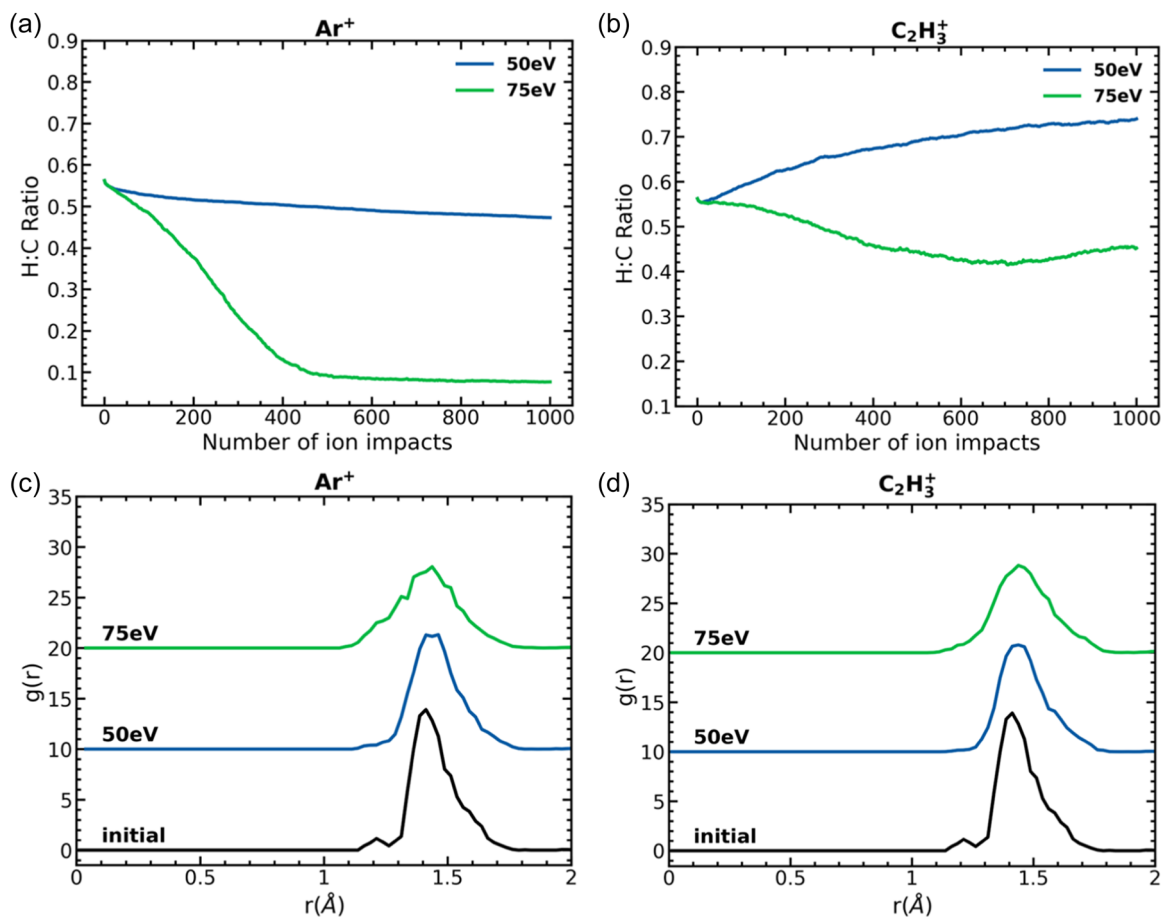 (a)
Ar⁺
0.9
0.8
0.7
0.6
0.5
0.4
0.3
0.2
0.1
H:C Ratio
50eV
75eV
0 200 400 600 800 1000
Number of ion impacts
(b)
C₂H₃⁺
0.9
0.8
0.7
0.6
0.5
0.4
0.3
0.2
0.1
H:C Ratio
50eV
75eV
0 200 400 600 800 1000
Number of ion impacts
(c)
Ar⁺
35
30
25
20
15
10
5
0
g(r)
75eV
50eV
initial
0 0.5 1 1.5 2
r(Å)
(d)
C₂H₃⁺
35
30
25
20
15
10
5
0
g(r)
75eV
50eV
initial
0 0.5 1 1.5 2
r(Å)